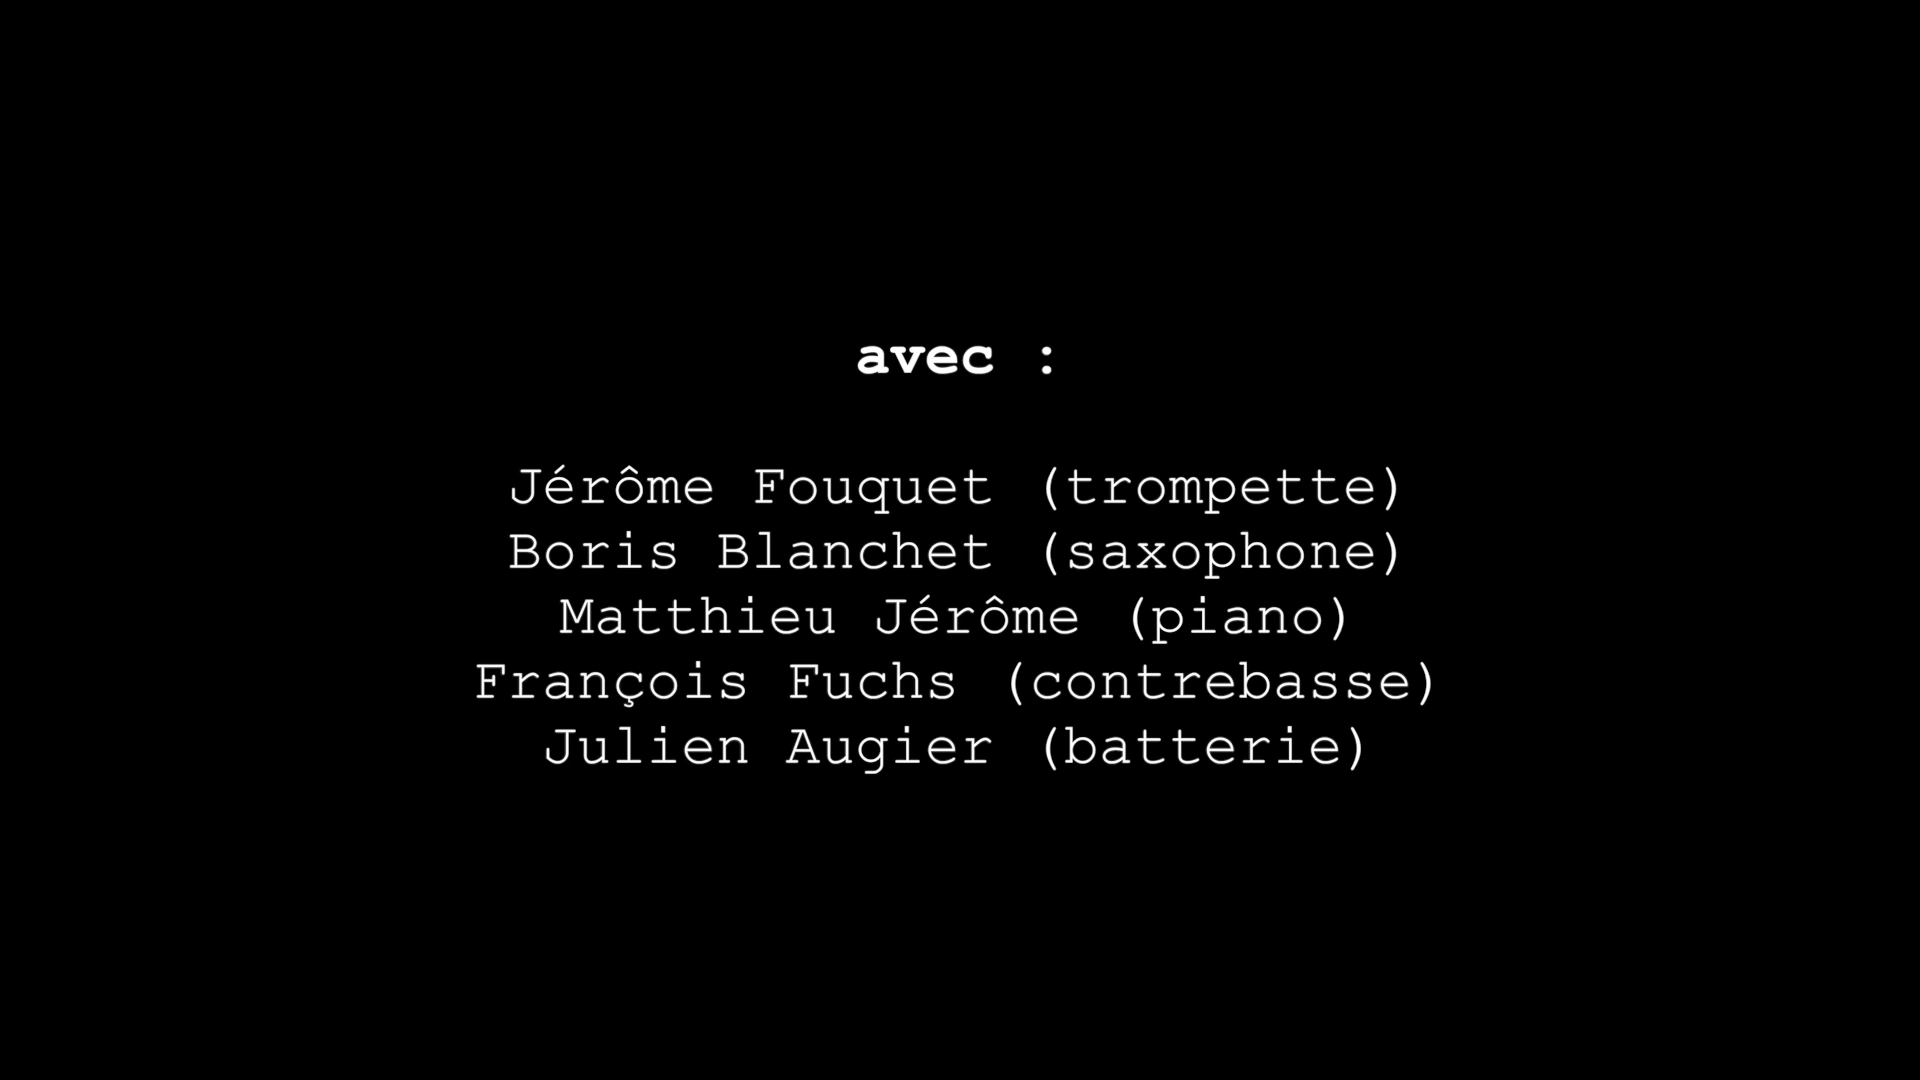 avec :
Jérôme Fouquet (trompette)
Boris Blanchet (saxophone)
Matthieu Jérôme (piano)
François Fuchs (contrebasse)
Julien Augier (batterie)